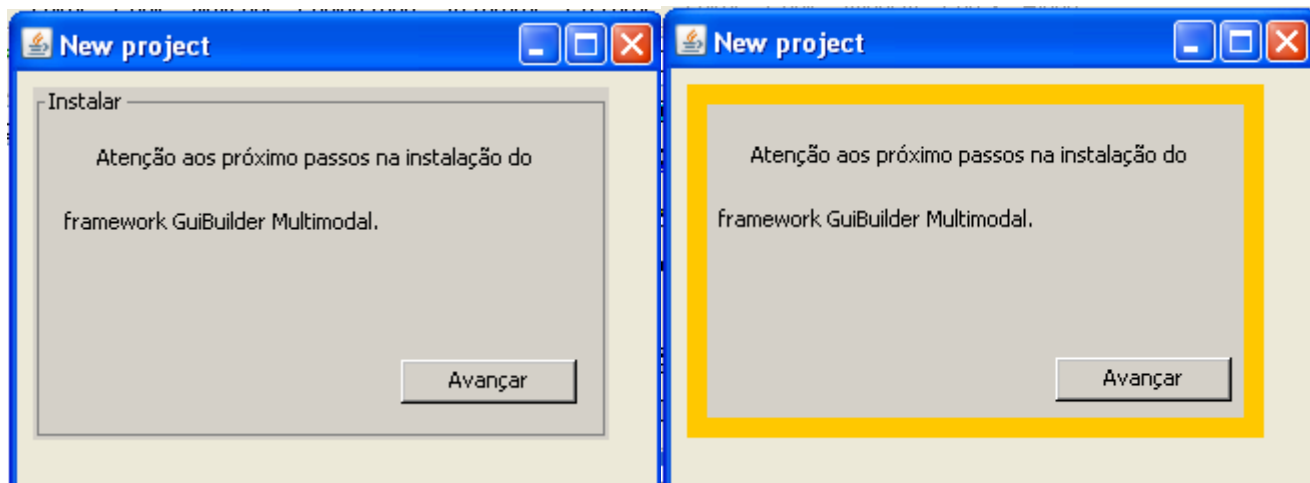 New project
Instalar
Atenção aos próximo passos na instalação do
framework GuiBuilder Multimodal.
Avançar
New project
Atenção aos próximo passos na instalação do
framework GuiBuilder Multimodal.
Avançar